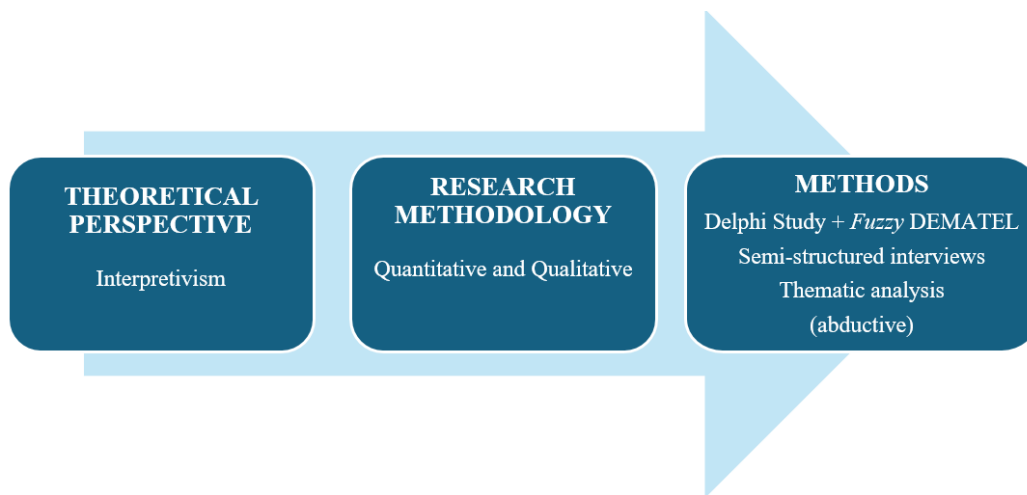 THEORETICAL
PERSPECTIVE
Interpretivism
RESEARCH
METHODOLOGY
Quantitative and Qualitative
METHODS
Delphi Study + Fuzzy DEMATEL
Semi-structured interviews
Thematic analysis
(abductive)